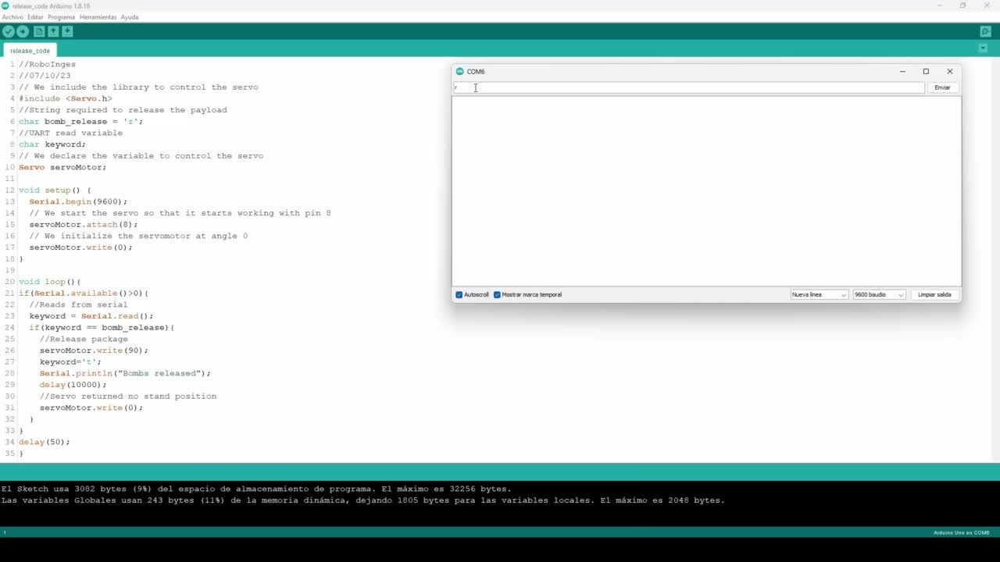 release_code Arduino 1.8.19
Archivo Editar Programa Herramientas Ayuda
release_code
1 //RoboInges
2 //07/10/23
3 // We include the library to control the servo
4 #include <Servo.h>
5 //String required to release the payload
6 char bomb_release = 'r';
7 //UART read variable
8 char keyword;
9 // We declare the variable to control the servo
10 Servo servoMotor;
11
12 void setup() {
13   Serial.begin(9600);
14   // We start the servo so that it starts working with pin 8
15   servoMotor.attach(8);
16   // We initialize the servomotor at angle 0
17   servoMotor.write(0);
18 }
19
20 void loop(){
21 if(Serial.available()>0){
22   //Reads from serial
23   keyword = Serial.read();
24   if(keyword == bomb_release){
25     //Release package
26     servoMotor.write(90);
27     keyword='t';
28     Serial.println("Bombs released");
29     delay(10000);
30     //Servo returned no stand position
31     servoMotor.write(0);
32   }
33 }
34 delay(50);
35 }
COM6
r
Enviar
Autoscroll Mostrar marca temporal
Nueva línea
9600 baudio
Limpiar salida
El Sketch usa 3082 bytes (9%) del espacio de almacenamiento de programa. El máximo es 32256 bytes.
Las variables Globales usan 243 bytes (11%) de la memoria dinámica, dejando 1805 bytes para las variables locales. El máximo es 2048 bytes.
1
Arduino Uno en COM6